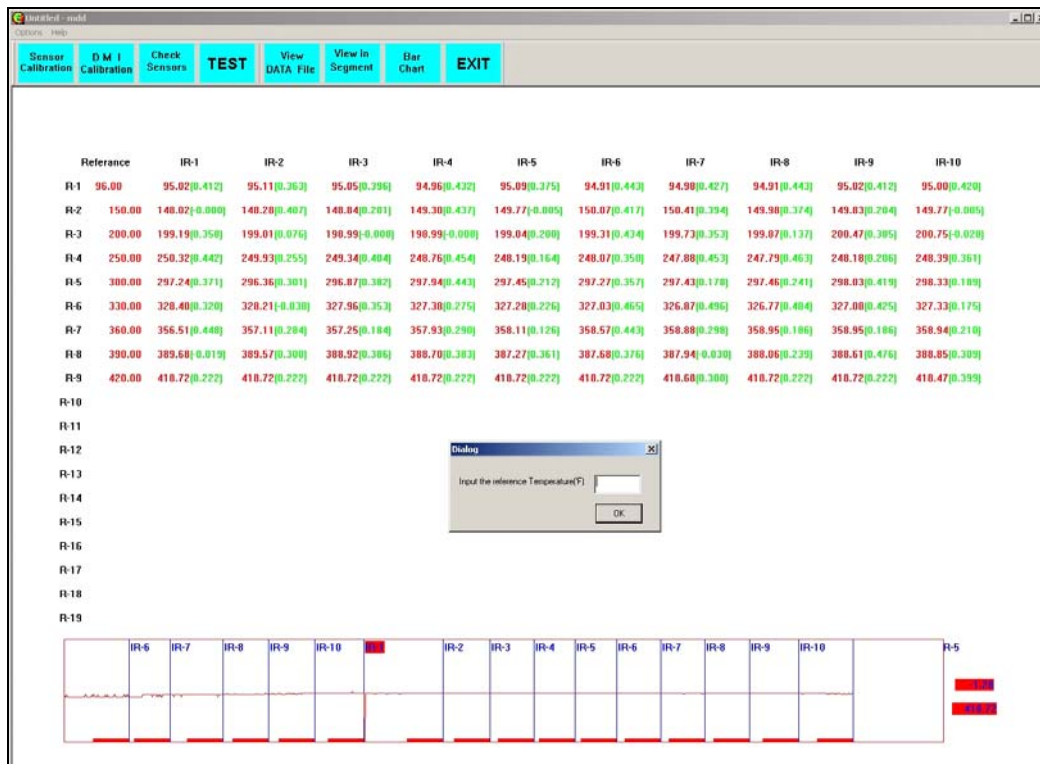 Untitled - mdd
Options Help
Sensor Calibration D M I Calibration Check Sensors TEST View DATA File View in Segment Bar Chart EXIT
Referance IR-1 IR-2 IR-3 IR-4 IR-5 IR-6 IR-7 IR-8 IR-9 IR-10
R-1 96.00 95.02(0.412) 95.11(0.363) 95.05(0.396) 94.96(0.432) 95.09(0.375) 94.91(0.443) 94.98(0.427) 94.91(0.443) 95.02(0.412) 95.00(0.420)
R-2 150.00 148.02(-0.000) 148.28(0.407) 148.84(0.201) 149.30(0.437) 149.77(-0.005) 150.07(0.417) 150.41(0.394) 149.98(0.374) 149.83(0.204) 149.77(-0.005)
R-3 200.00 199.19(0.350) 199.01(0.076) 198.99(-0.008) 198.99(-0.008) 199.04(0.200) 199.31(0.434) 199.73(0.353) 199.87(0.137) 200.47(0.385) 200.75(-0.020)
R-4 250.00 250.32(0.442) 249.93(0.255) 249.34(0.404) 248.76(0.454) 248.19(0.164) 248.07(0.350) 247.88(0.453) 247.79(0.463) 248.18(0.206) 248.39(0.361)
R-5 300.00 297.24(0.371) 296.36(0.301) 296.87(0.382) 297.94(0.443) 297.45(0.212) 297.27(0.357) 297.43(0.178) 297.46(0.241) 298.03(0.419) 298.33(0.189)
R-6 330.00 328.40(0.320) 328.21(-0.030) 327.96(0.353) 327.38(0.275) 327.28(0.226) 327.03(0.465) 326.87(0.496) 326.77(0.484) 327.08(0.425) 327.33(0.175)
R-7 360.00 356.51(0.448) 357.11(0.284) 357.25(0.184) 357.93(0.290) 358.11(0.126) 358.57(0.443) 358.88(0.298) 358.95(0.186) 358.95(0.186) 358.94(0.210)
R-8 390.00 389.68(-0.019) 389.57(0.300) 388.92(0.386) 388.70(0.383) 387.27(0.361) 387.68(0.376) 387.94(-0.030) 388.06(0.239) 388.61(0.476) 388.85(0.309)
R-9 420.00 418.72(0.222) 418.72(0.222) 418.72(0.222) 418.72(0.222) 418.72(0.222) 418.72(0.222) 418.68(0.300) 418.72(0.222) 418.72(0.222) 418.47(0.399)
R-10
R-11
R-12
Dialog
R-13
Input the reference Temperature(°F)
R-14
OK
R-15
R-16
R-17
R-18
R-19
IR-6 IR-7 IR-8 IR-9 IR-10 IR-1 IR-2 IR-3 IR-4 IR-5 IR-6 IR-7 IR-8 IR-9 IR-10 R-5
418.72